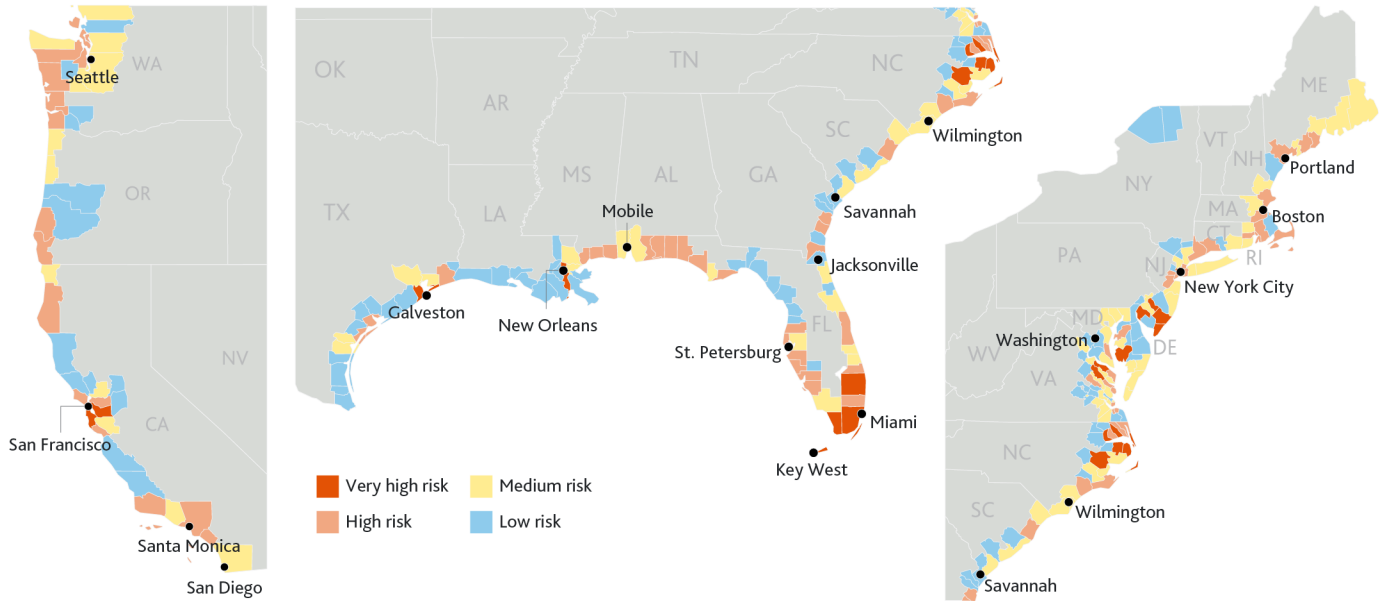 WA
Seattle
OR
NV
CA
San Francisco
Santa Monica
San Diego
OK
TN
NC
AR
SC
Wilmington
MS
AL
GA
TX
LA
Mobile
Savannah
Jacksonville
Galveston
New Orleans
FL
St. Petersburg
Miami
Key West
Very high risk
Medium risk
High risk
Low risk
ME
VT
NH
Portland
NY
MA
Boston
CT
RI
PA
NJ
New York City
MD
Washington
DE
WV
VA
NC
SC
Wilmington
Savannah